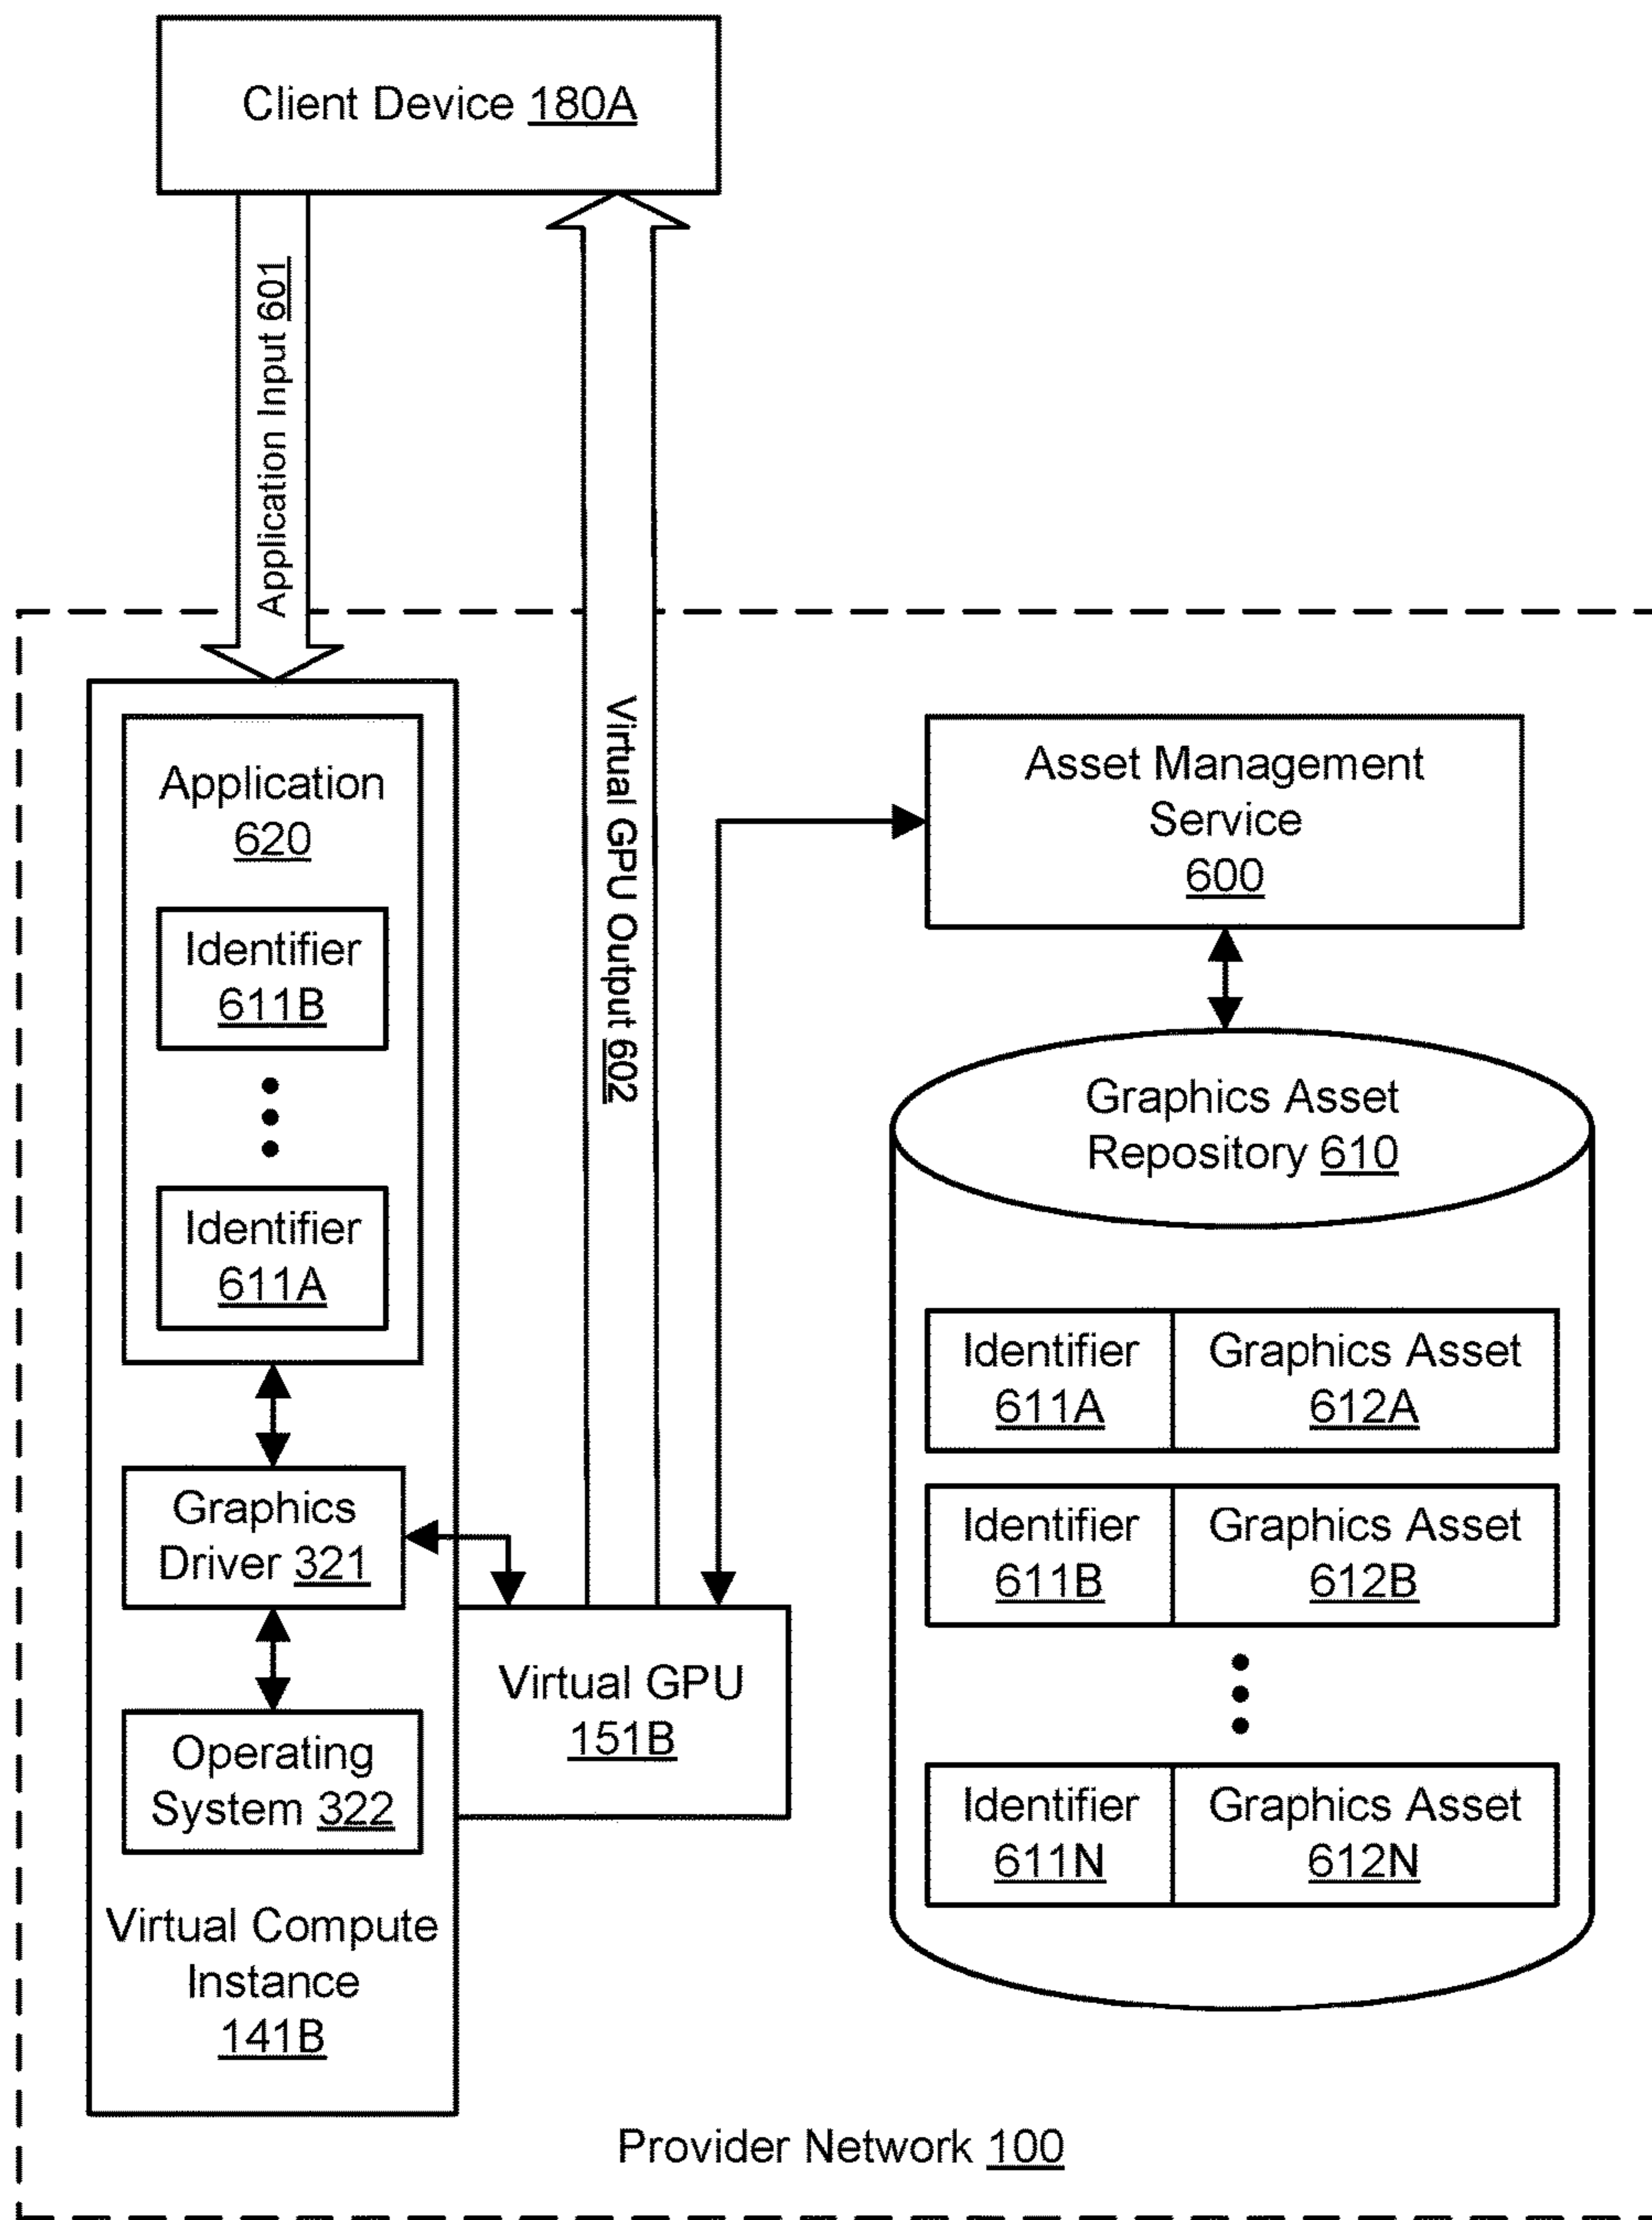 Client Device 180A
Application Input 601
Virtual GPU Output 602
Application
620
Identifier
611B
Identifier
611A
Graphics
Driver 321
Operating
System 322
Virtual Compute
Instance
141B
Virtual GPU
151B
Asset Management
Service
600
Graphics Asset
Repository 610
Identifier
611A
Graphics Asset
612A
Identifier
611B
Graphics Asset
612B
Identifier
611N
Graphics Asset
612N
Provider Network 100